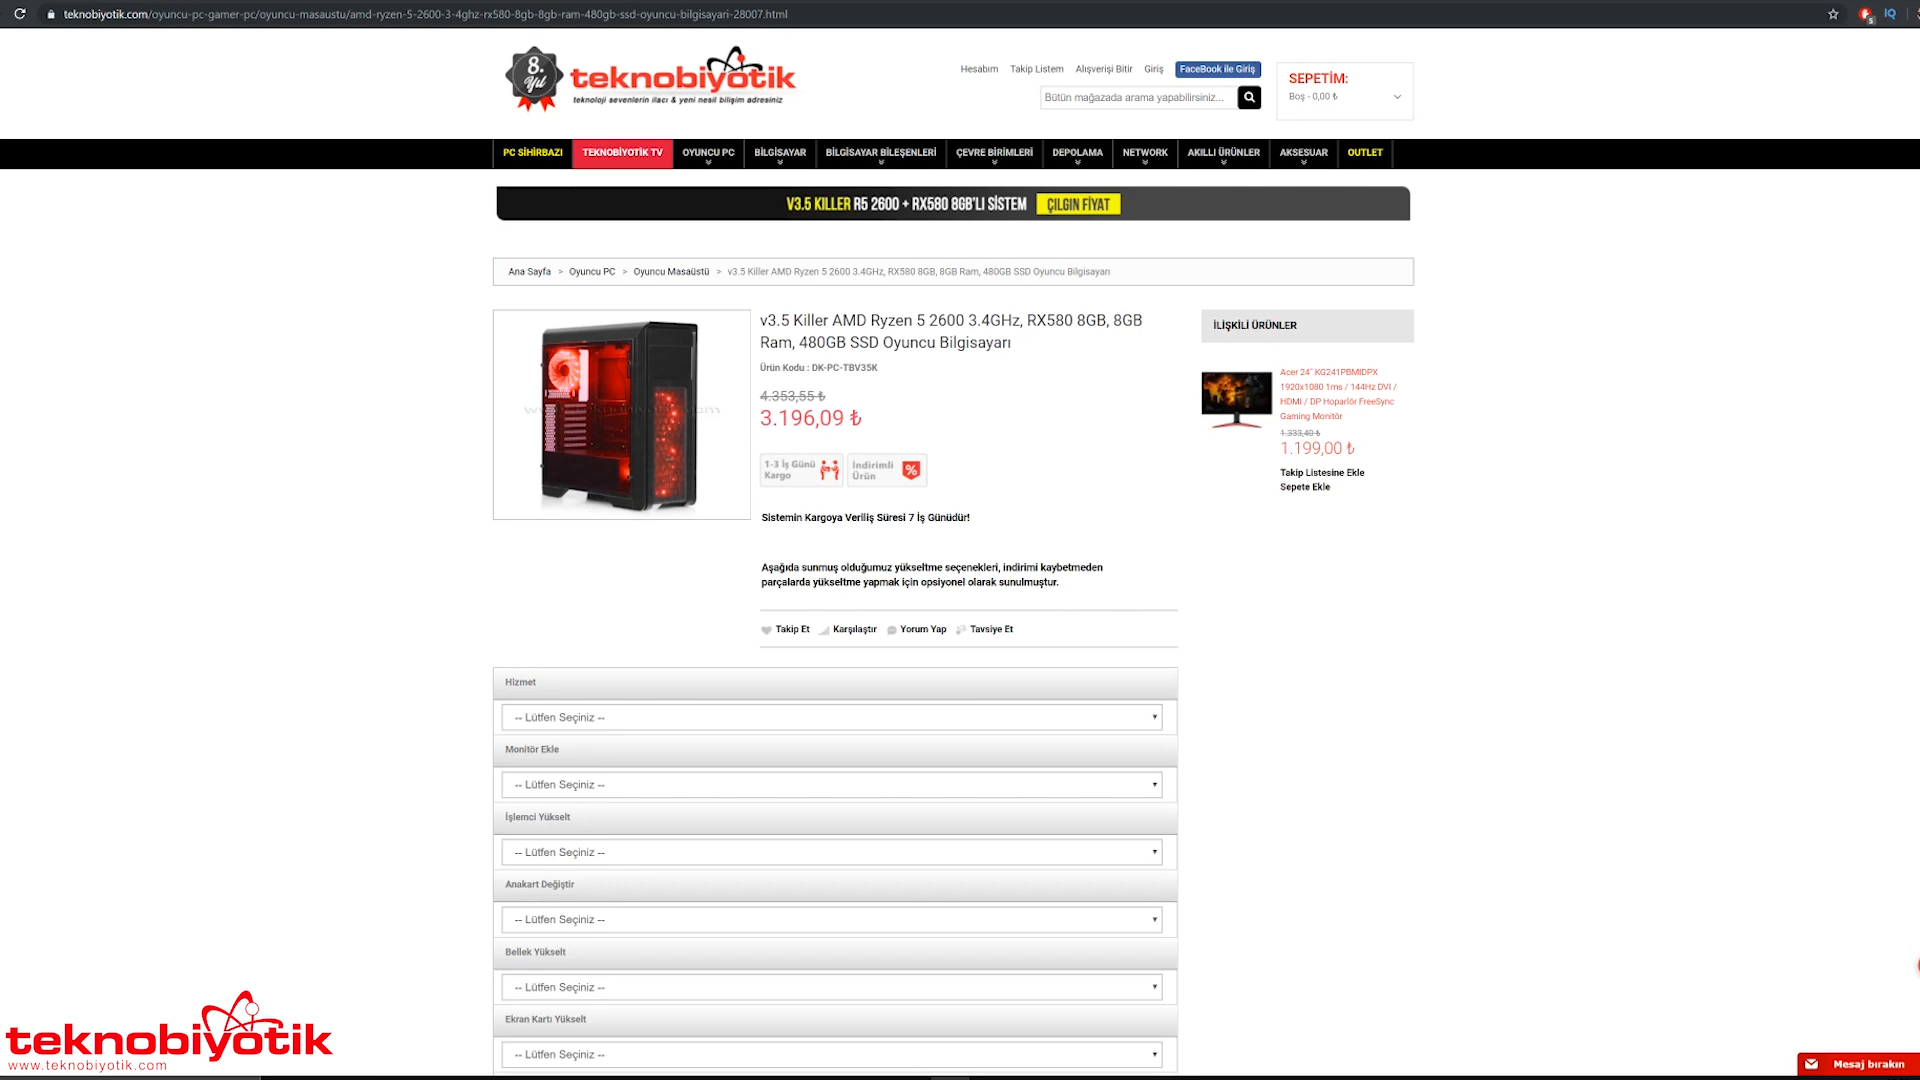 teknobiyotik.com/oyuncu-pc-gamer-pc/oyuncu-masaustu/amd-ryzen-5-2600-3-4ghz-rx580-8gb-8gb-ram-480gb-ssd-oyuncu-bilgisayari-28007.html
IQ
8. Yıl
teknobiyotik
teknoloji sevenlerin ilacı & yeni nesil bilişim adresiniz
Hesabım Takip Listem Alışverişi Bitir Giriş FaceBook ile Giriş
Bütün mağazada arama yapabilirsiniz...
SEPETİM:
Boş - 0,00 ₺
PC SİHİRBAZI TEKNOBİYOTİK TV OYUNCU PC BİLGİSAYAR BİLGİSAYAR BİLEŞENLERİ ÇEVRE BİRİMLERİ DEPOLAMA NETWORK AKILLI ÜRÜNLER AKSESUAR OUTLET
V3.5 KILLER R5 2600 + RX580 8GB'LI SİSTEM ÇILGIN FİYAT
Ana Sayfa > Oyuncu PC > Oyuncu Masaüstü > v3.5 Killer AMD Ryzen 5 2600 3.4GHz, RX580 8GB, 8GB Ram, 480GB SSD Oyuncu Bilgisayarı
v3.5 Killer AMD Ryzen 5 2600 3.4GHz, RX580 8GB, 8GB
Ram, 480GB SSD Oyuncu Bilgisayarı
Ürün Kodu : DK-PC-TBV35K
4.353,55 ₺
3.196,09 ₺
1-3 İş Günü
Kargo
İndirimli
Ürün
%
Sistemin Kargoya Veriliş Süresi 7 İş Günüdür!
Aşağıda sunmuş olduğumuz yükseltme seçenekleri, indirimi kaybetmeden
parçalarda yükseltme yapmak için opsiyonel olarak sunulmuştur.
Takip Et Karşılaştır Yorum Yap Tavsiye Et
İLİŞKİLİ ÜRÜNLER
Acer 24" KG241PBMIDPX
1920x1080 1ms / 144Hz DVI /
HDMI / DP Hoparlör FreeSync
Gaming Monitör
1.333,40 ₺
1.199,00 ₺
Takip Listesine Ekle
Sepete Ekle
Hizmet
-- Lütfen Seçiniz --
Monitör Ekle
-- Lütfen Seçiniz --
İşlemci Yükselt
-- Lütfen Seçiniz --
Anakart Değiştir
-- Lütfen Seçiniz --
Bellek Yükselt
-- Lütfen Seçiniz --
Ekran Kartı Yükselt
-- Lütfen Seçiniz --
teknobiyotik
www.teknobiyotik.com
Mesaj bırakın